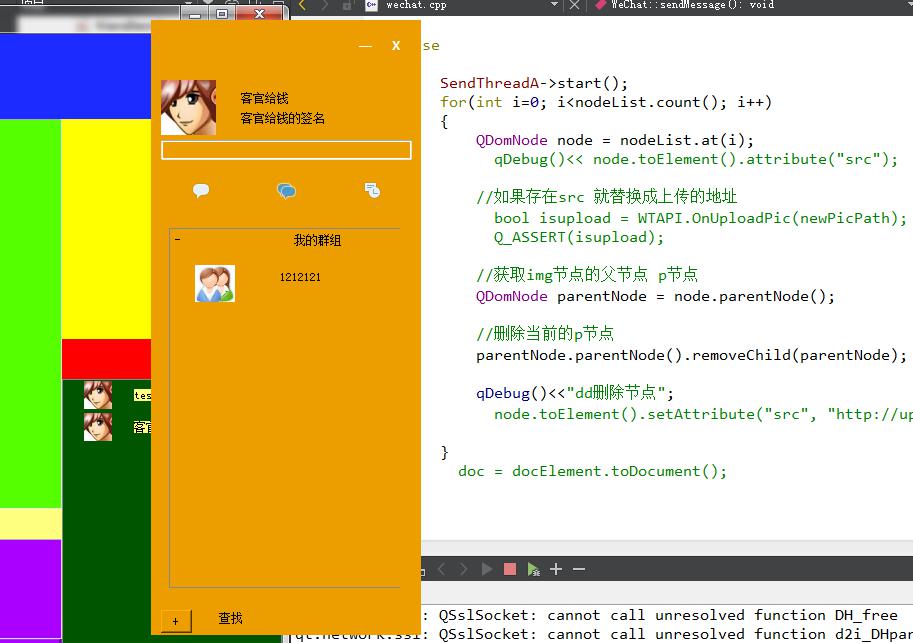 wechat.cpp
WeChat::sendMessage(): void
— x
客官给钱
客官给钱的签名
- 我的群组
1212121
tes
客官
+ 查找
se
SendThreadA->start();
for(int i=0; i<nodeList.count(); i++)
{
QDomNode node = nodeList.at(i);
qDebug()<< node.toElement().attribute("src");
//如果存在src 就替换成上传的地址
bool isupload = WTAPI.OnUploadPic(newPicPath);
Q_ASSERT(isupload);
//获取img节点的父节点 p节点
QDomNode parentNode = node.parentNode();
//删除当前的p节点
parentNode.parentNode().removeChild(parentNode);
qDebug()<<"dd删除节点";
node.toElement().setAttribute("src", "http://up
}
doc = docElement.toDocument();
: QSslSocket: cannot call unresolved function DH_free
qt.network.ssl: QSslSocket: cannot call unresolved function d2i_DHpar